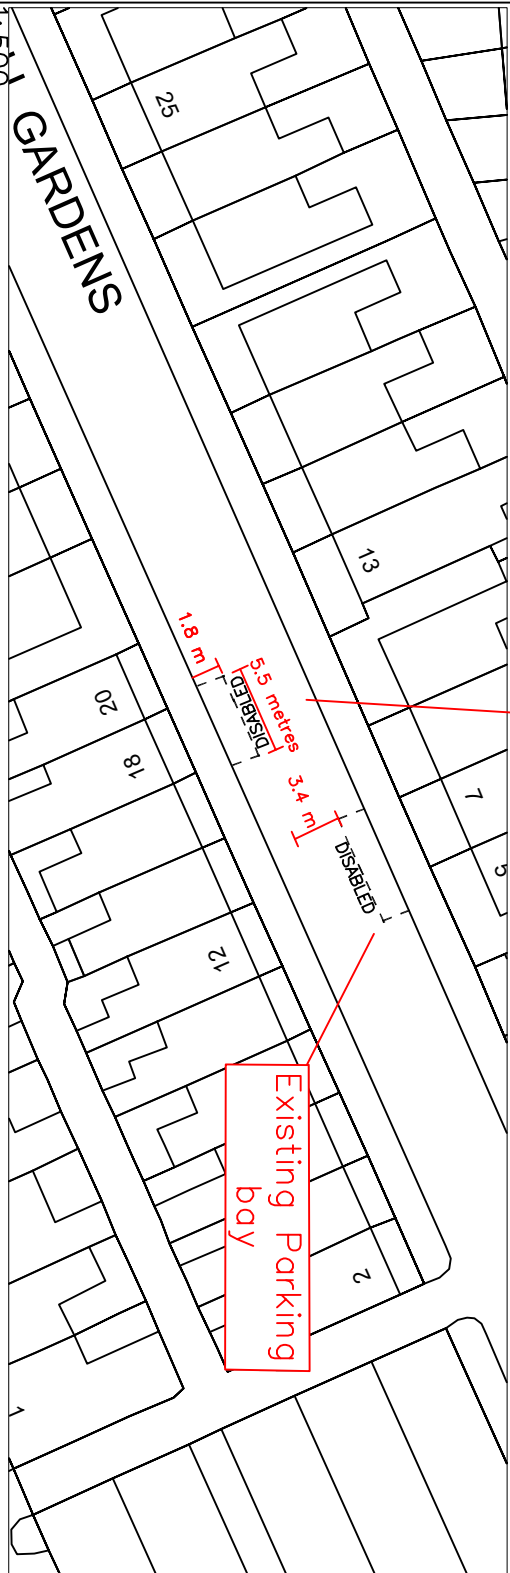 GARDENS
25
13
7
5
5.5 metres
DISABLED
1.8 m
3.4 m
DISABLED
20
18
12
2
1
Existing Parking
bay